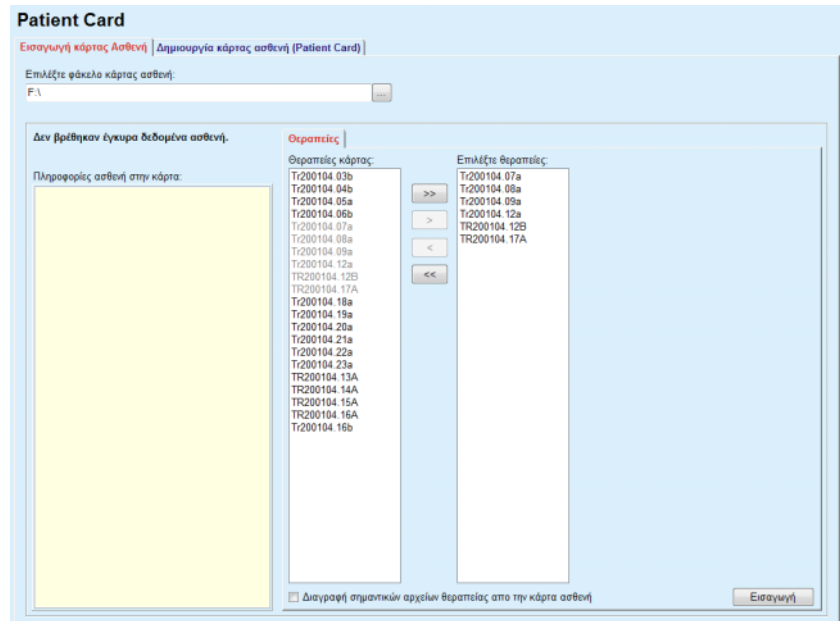 Patient Card
Εισαγωγή κάρτας Ασθενή
Δημιουργία κάρτας ασθενή (Patient Card)
Επιλέξτε φάκελο κάρτας ασθενή:
F:\
...
Δεν βρέθηκαν έγκυρα δεδομένα ασθενή.
Πληροφορίες ασθενή στην κάρτα:
Θεραπείες
Θεραπείες κάρτας:
Tr200104.03b
Tr200104.04b
Tr200104.05a
Tr200104.06b
Tr200104.07a
Tr200104.08a
Tr200104.09a
Tr200104.12a
TR200104.12B
TR200104.17A
Tr200104.18a
Tr200104.19a
Tr200104.20a
Tr200104.21a
Tr200104.22a
Tr200104.23a
TR200104.13A
TR200104.14A
TR200104.15A
TR200104.16A
Tr200104.16b
>>
>
<
<<
Επιλέξτε θεραπείες:
Tr200104.07a
Tr200104.08a
Tr200104.09a
Tr200104.12a
TR200104.12B
TR200104.17A
Διαγραφή σημαντικών αρχείων θεραπείας απο την κάρτα ασθενή
Εισαγωγή